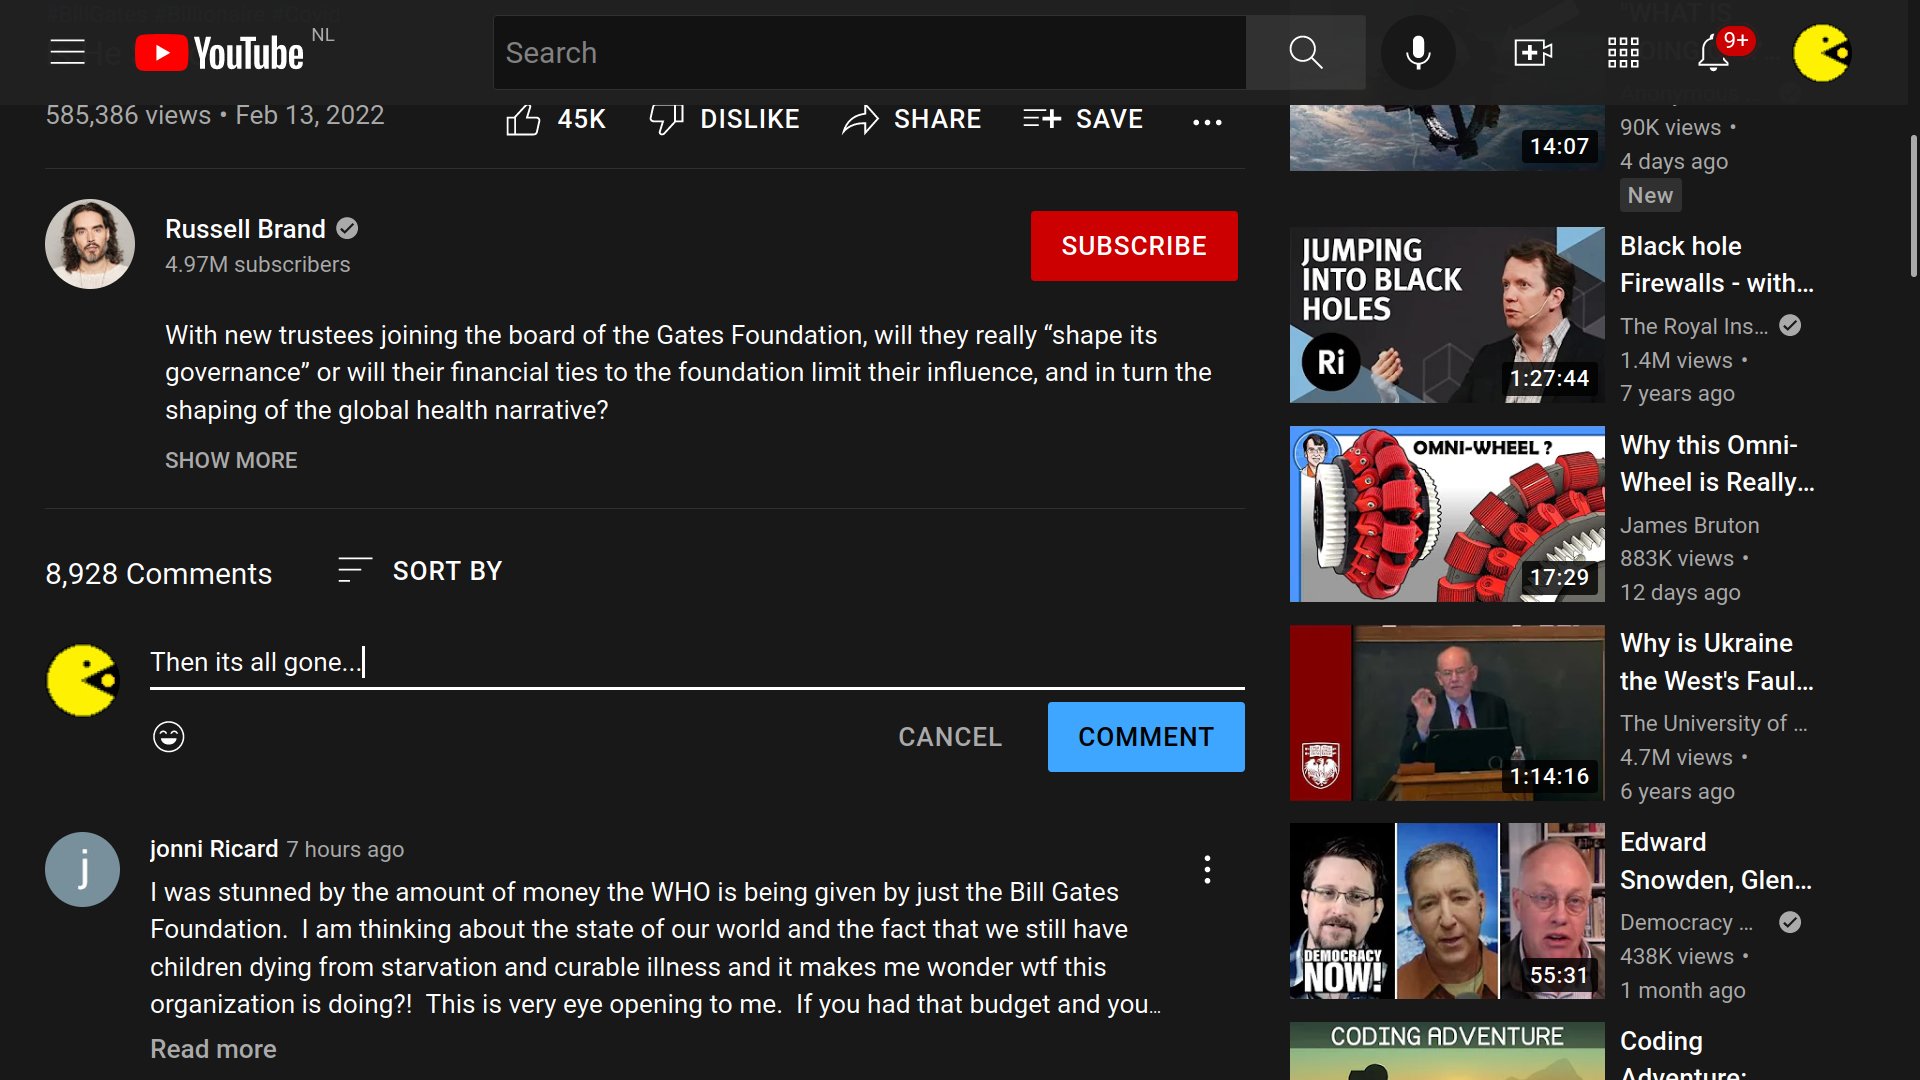 #BillGates #Billionaire #Covid
He
YouTube NL
Search
9+
585,386 views • Feb 13, 2022
45K
DISLIKE
SHARE
SAVE
Russell Brand
4.97M subscribers
SUBSCRIBE
With new trustees joining the board of the Gates Foundation, will they really “shape its
governance” or will their financial ties to the foundation limit their influence, and in turn the
shaping of the global health narrative?
SHOW MORE
8,928 Comments
SORT BY
Then its all gone...
CANCEL
COMMENT
j
jonni Ricard 7 hours ago
I was stunned by the amount of money the WHO is being given by just the Bill Gates
Foundation.  I am thinking about the state of our world and the fact that we still have
children dying from starvation and curable illness and it makes me wonder wtf this
organization is doing?!  This is very eye opening to me.  If you had that budget and you...
Read more
"WHAT IS
Anonymous
14:07
90K views •
4 days ago
New
JUMPING
INTO BLACK
HOLES
Ri
1:27:44
Black hole
Firewalls - with...
The Royal Ins...
1.4M views •
7 years ago
OMNI-WHEEL ?
17:29
Why this Omni-
Wheel is Really...
James Bruton
883K views •
12 days ago
1:14:16
Why is Ukraine
the West's Faul...
The University of ...
4.7M views •
6 years ago
DEMOCRACY
NOW!
55:31
Edward
Snowden, Glen...
Democracy ...
438K views •
1 month ago
CODING ADVENTURE
Coding
Adventure: